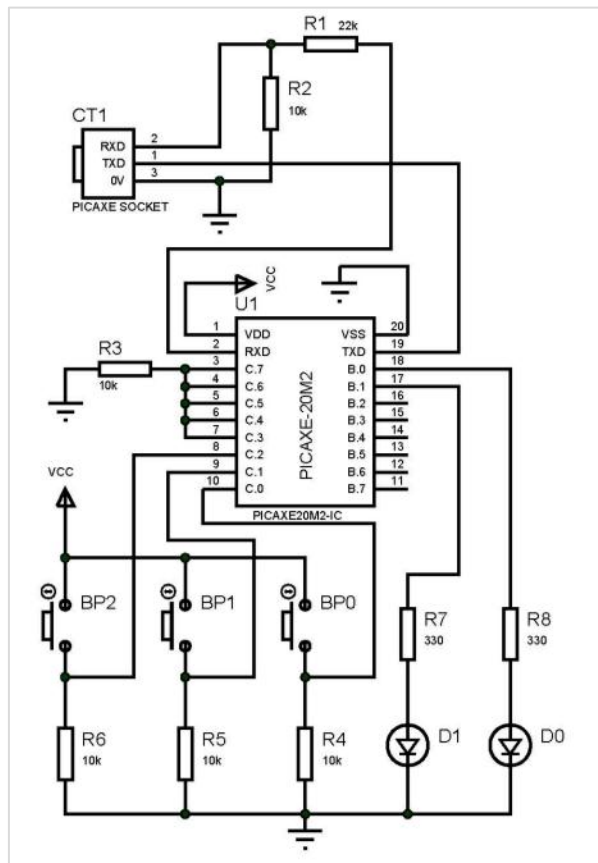 R1 22k
R2
10k
CT1
RXD 2
TXD 1
0V 3
PICAXE SOCKET
VCC
U1
1 VDD VSS 20
2 RXD TXD 19
3 C.7 B.0 18
4 C.6 B.1 17
5 C.5 B.2 16
6 C.4 B.3 15
7 C.3 B.4 14
8 C.2 B.5 13
9 C.1 B.6 12
10 C.0 B.7 11
PICAXE-20M2
PICAXE20M2-IC
R3
10k
VCC
BP2 BP1 BP0
R7 R8
330 330
R6 R5 R4 D1 D0
10k 10k 10k